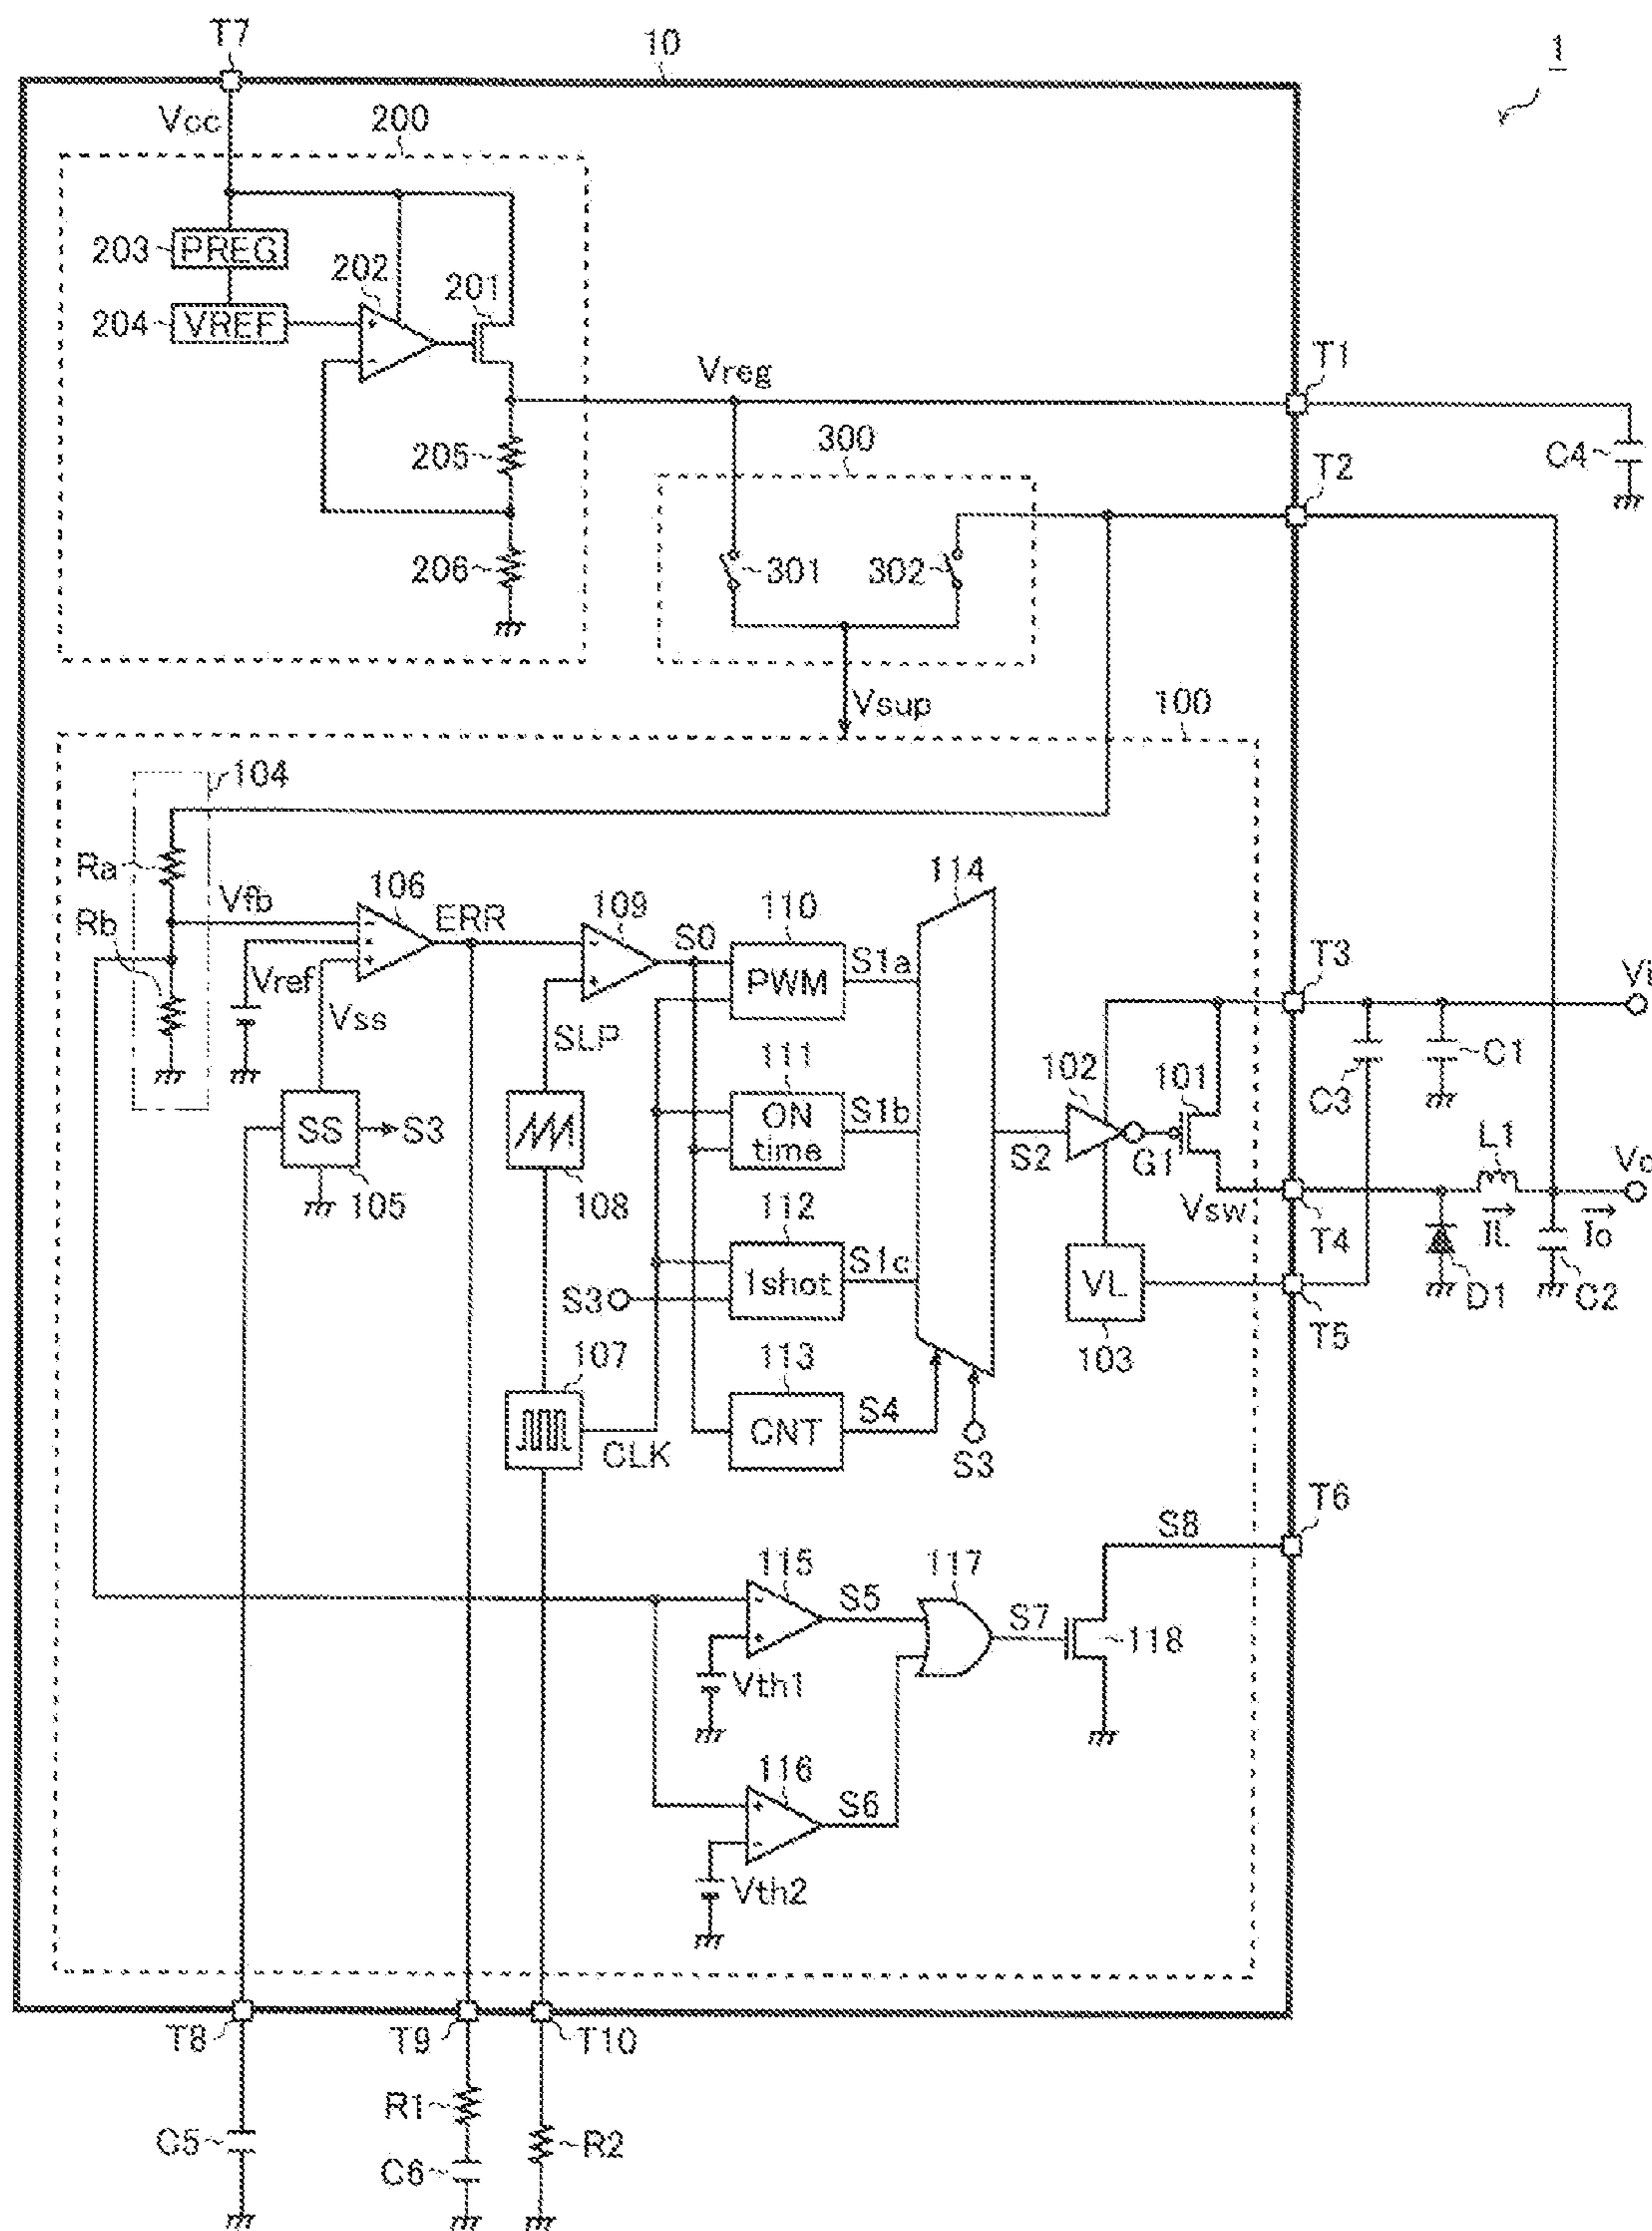 T7
10
1
Vcc
200
203
PREG
202
201
204
VREF
+
-
Vreg
T1
205
300
C4
T2
206
301
302
Vsup
100
104
Ra
Vfb
106
ERR
109
S0
110
114
Rb
-
+
+
-
+
PWM
S1a
T3
Vref
Vss
SLP
111
102
101
C1
C3
SS
S3
ON
time
S1b
S2
G1
L1
105
108
112
Vsw
T4
IL
Io
1shot
S1c
VL
D1
C2
S3
T5
107
113
103
CNT
S4
CLK
S3
T6
S8
115
117
-
+
S5
S7
118
Vth1
116
+
-
S6
Vth2
T8
T9
T10
R1
C5
R2
C6